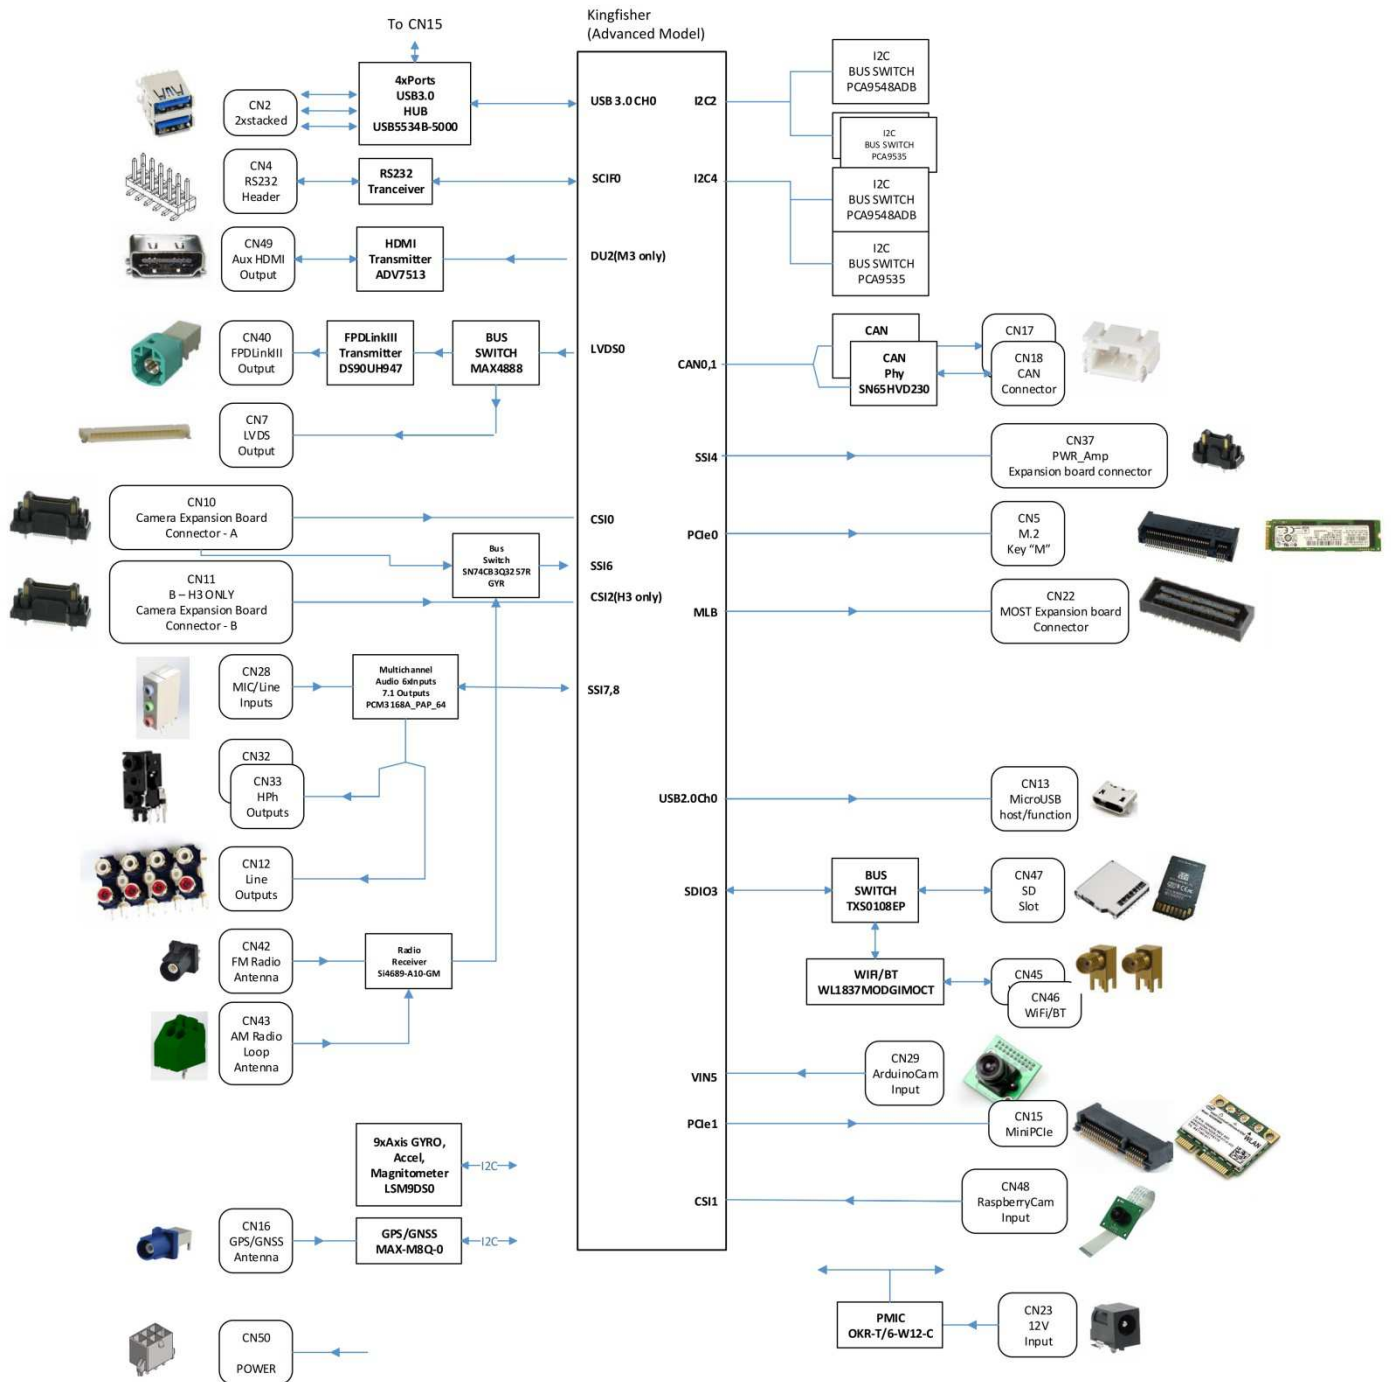 Kingfisher
(Advanced Model)
To CN15
4xPorts
USB3.0
HUB
USB5534B-5000
CN2
2xstacked
USB 3.0 CH0
CN4
RS232
Header
RS232
Tranceiver
SCIF0
CN49
Aux HDMI
Output
HDMI
Transmitter
ADV7513
DU2(M3 only)
CN40
FPDLinkIII
Output
FPDLinkIII
Transmitter
DS90UH947
BUS
SWITCH
MAX4888
LVDS0
CN7
LVDS
Output
CN10
Camera Expansion Board
Connector - A
CSI0
Bus
Switch
SN74CB3Q3257R
GYR
SSI6
CN11
B – H3 ONLY
Camera Expansion Board
Connector - B
CSI2(H3 only)
CN28
MIC/Line
Inputs
Multichannel
Audio 6xInputs
7.1 Outputs
PCM3168A_PAP_64
SSI7,8
CN32
CN33
HPh
Outputs
CN12
Line
Outputs
CN42
FM Radio
Antenna
Radio
Receiver
Si4689-A10-GM
CN43
AM Radio
Loop
Antenna
9xAxis GYRO,
Accel,
Magnitometer
LSM9DS0
I2C
CN16
GPS/GNSS
Antenna
GPS/GNSS
MAX-M8Q-0
I2C
CN50
POWER
I2C2
I2C
BUS SWITCH
PCA9548ADB
I2C
BUS SWITCH
PCA9535
I2C4
I2C
BUS SWITCH
PCA9548ADB
I2C
BUS SWITCH
PCA9535
CAN0,1
CAN
CAN
Phy
SN65HVD230
CN17
CN18
CAN
Connector
SSI4
CN37
PWR_Amp
Expansion board connector
PCIe0
CN5
M.2
Key “M”
MLB
CN22
MOST Expansion board
Connector
USB2.0Ch0
CN13
MicroUSB
host/function
SDIO3
BUS
SWITCH
TXS0108EP
CN47
SD
Slot
WIFI/BT
WL1837MODGIMOCT
CN45
CN46
WiFi/BT
VIN5
CN29
ArduinoCam
Input
PCIe1
CN15
MiniPCIe
WLAN
CSI1
CN48
RaspberryCam
Input
PMIC
OKR-T/6-W12-C
CN23
12V
Input